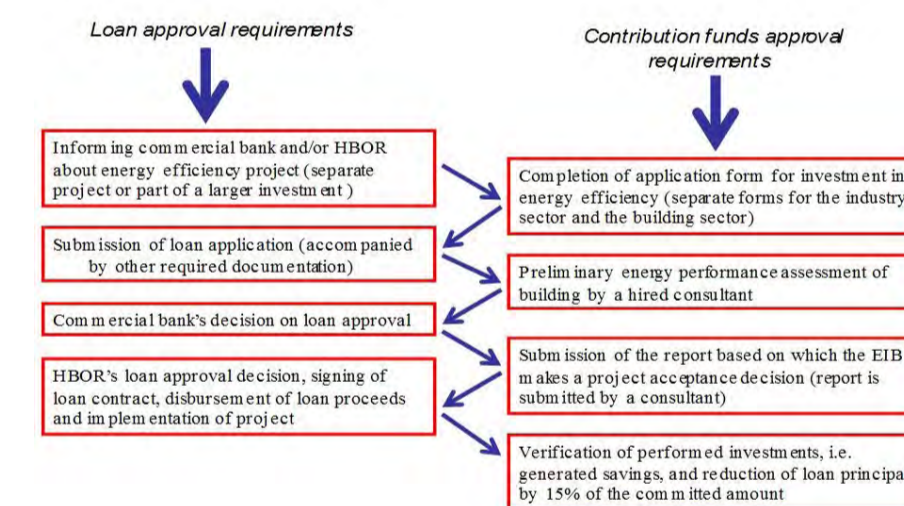 Loan approval requirements
Contribution funds approval
requirements
Informing commercial bank and/or HBOR
about energy efficiency project (separate
project or part of a larger investment )
Completion of application form for investment in
energy efficiency (separate forms for the industry
sector and the building sector)
Submission of loan application (accompanied
by other required documentation)
Preliminary energy performance assessment of
building by a hired consultant
Commercial bank's decision on loan approval
Submission of the report based on which the EIB
makes a project acceptance decision (report is
submitted by a consultant)
HBOR's loan approval decision, signing of
loan contract, disbursement of loan proceeds
and implementation of project
Verification of performed investments, i.e.
generated savings, and reduction of loan principa
by 15% of the committed amount